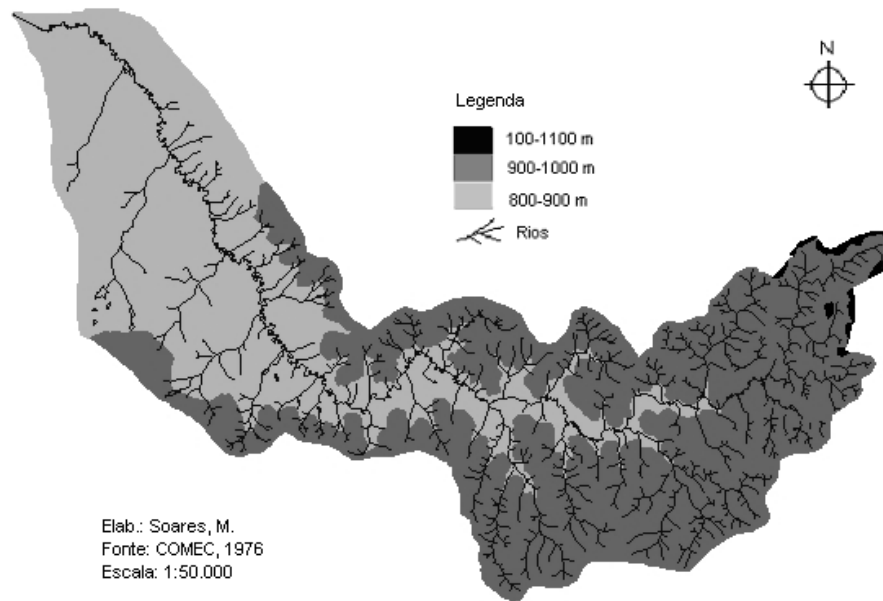 N
Legenda
100-1100 m
900-1000 m
800-900 m
Rios
Elab.: Soares, M.
Fonte: COMEC, 1976
Escala: 1:50.000